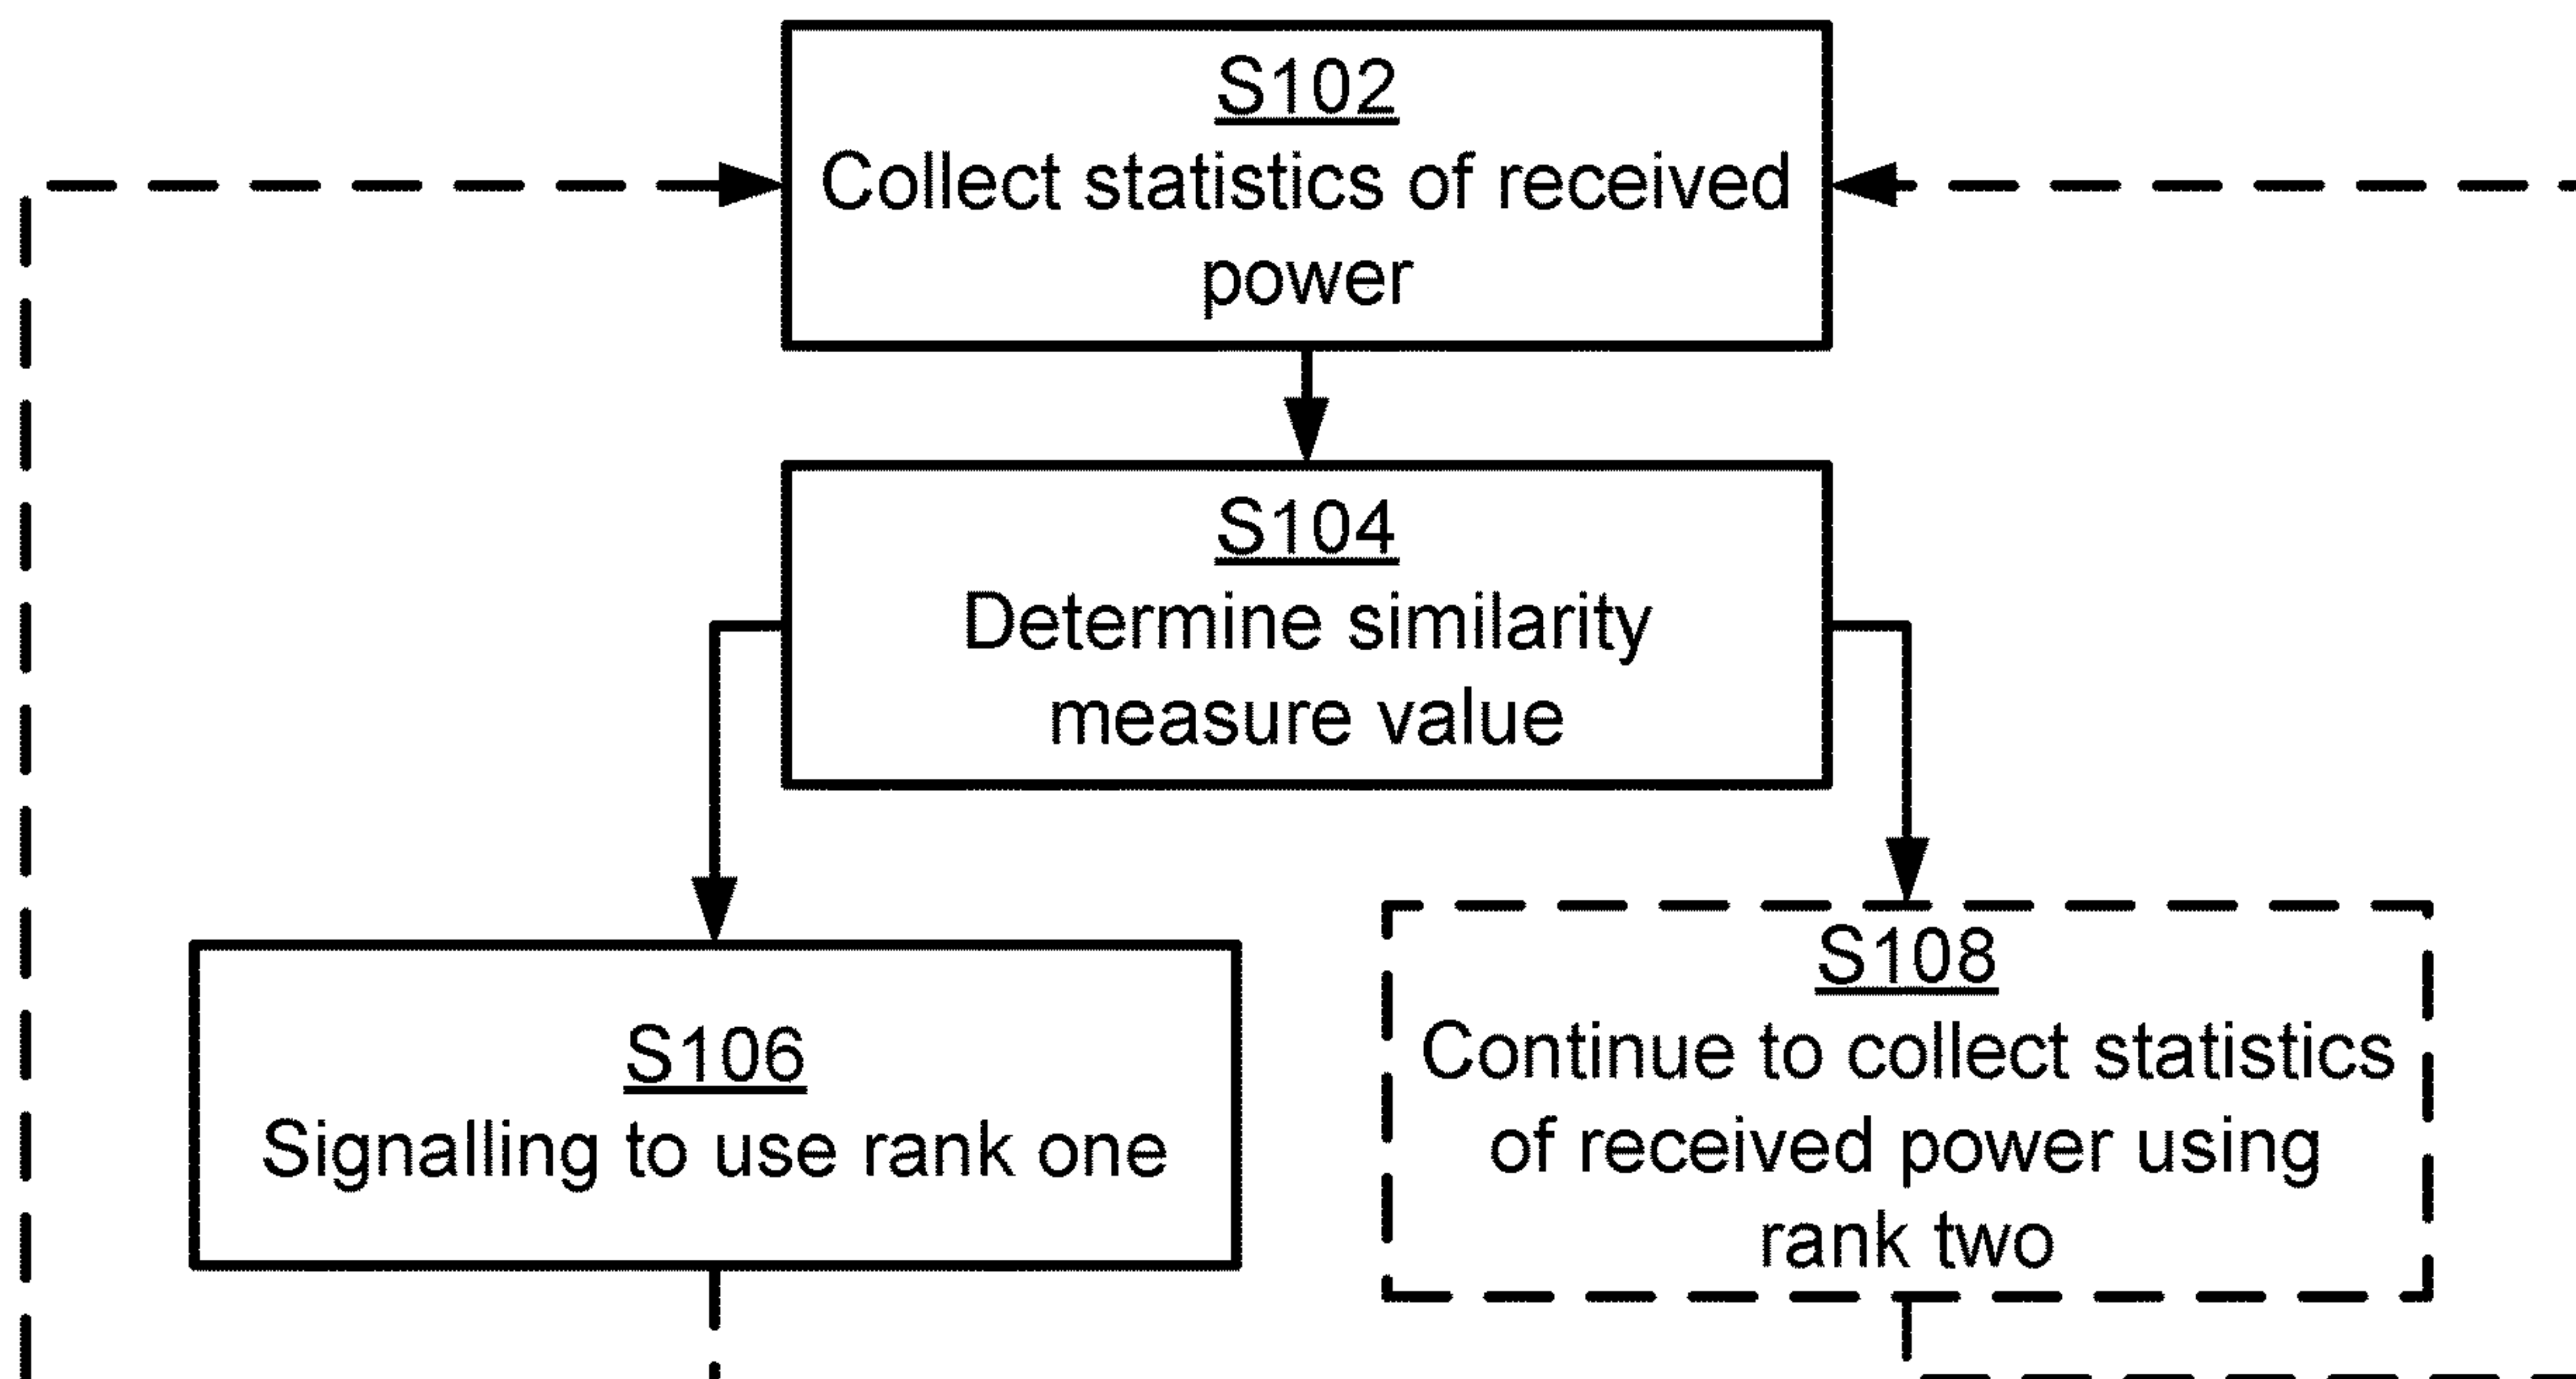 S102
Collect statistics of received
power
S104
Determine similarity
measure value
S106
Signalling to use rank one
S108
Continue to collect statistics
of received power using
rank two